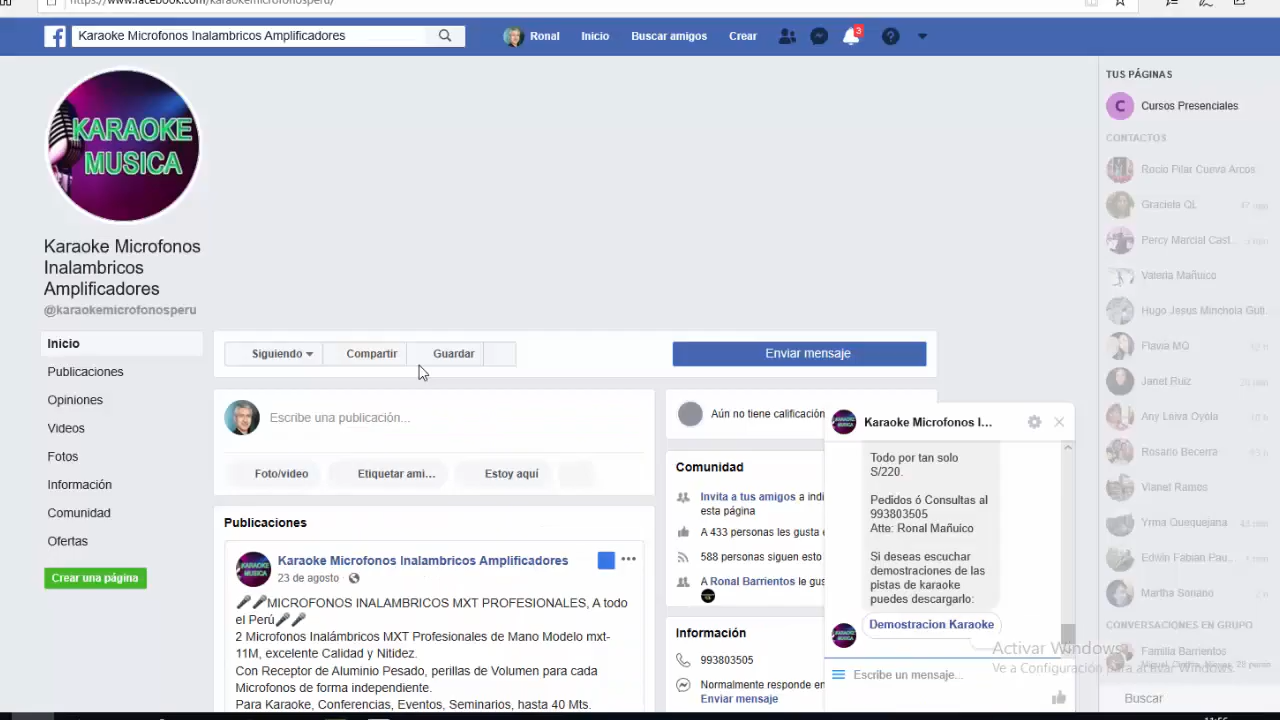 https://www.facebook.com/karaokemicrofonosperu/
Karaoke Microfonos Inalambricos Amplificadores
Ronal
Inicio
Buscar amigos
Crear
3
KARAOKE
MUSICA
Karaoke Microfonos
Inalambricos
Amplificadores
@karaokemicrofonosperu
Inicio
Publicaciones
Opiniones
Videos
Fotos
Información
Comunidad
Ofertas
Crear una página
Siguiendo
Compartir
Guardar
Enviar mensaje
Escribe una publicación...
Foto/video
Etiquetar ami...
Estoy aquí
Publicaciones
Karaoke Microfonos Inalambricos Amplificadores
23 de agosto
MICROFONOS INALAMBRICOS MXT PROFESIONALES, A todo
el Perú
2 Microfonos Inalámbricos MXT Profesionales de Mano Modelo mxt-
11M, excelente Calidad y Nitidez.
Con Receptor de Aluminio Pesado, perillas de Volumen para cada
Microfonos de forma independiente.
Para Karaoke, Conferencias, Eventos, Seminarios, hasta 40 Mts.
Aún no tiene calificación
Comunidad
Invita a tus amigos a indi
esta página
A 433 personas les gusta e
588 personas siguen esto
A Ronal Barrientos le gus
Información
993803505
Normalmente responde en
Enviar mensaje
Karaoke Microfonos I...
Todo por tan solo
S/220.
Pedidos ó Consultas al
993803505
Atte: Ronal Mañuico
Si deseas escuchar
demostraciones de las
pistas de karaoke
puedes descargarlo:
Demostracion Karaoke
Escribe un mensaje...
TUS PÁGINAS
C
Cursos Presenciales
CONTACTOS
Rocio Pilar Cueva Arcos
Graciela QL
Percy Marcial Cast...
Valeria Mañuico
Hugo Jesus Minchola Guti...
Flavia MQ
Janet Ruiz
Any Leiva Oyola
Rosario Becerra
Vianet Ramos
Yrma Quequejana
Edwin Fabian Pau...
Martha Soriano
CONVERSACIONES EN GRUPO
Familia Barrientos
Activar Windows
Ve a Configuración para activar Windows.
Buscar